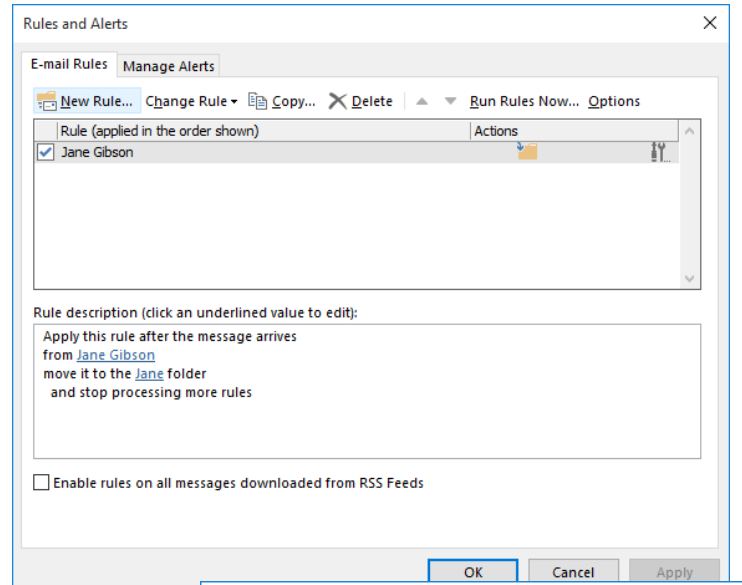 Rules and Alerts
E-mail Rules Manage Alerts
New Rule... Change Rule Copy... Delete Run Rules Now... Options
Rule (applied in the order shown) Actions
Jane Gibson
Rule description (click an underlined value to edit):
Apply this rule after the message arrives
from Jane Gibson
move it to the Jane folder
and stop processing more rules
Enable rules on all messages downloaded from RSS Feeds
OK Cancel Apply